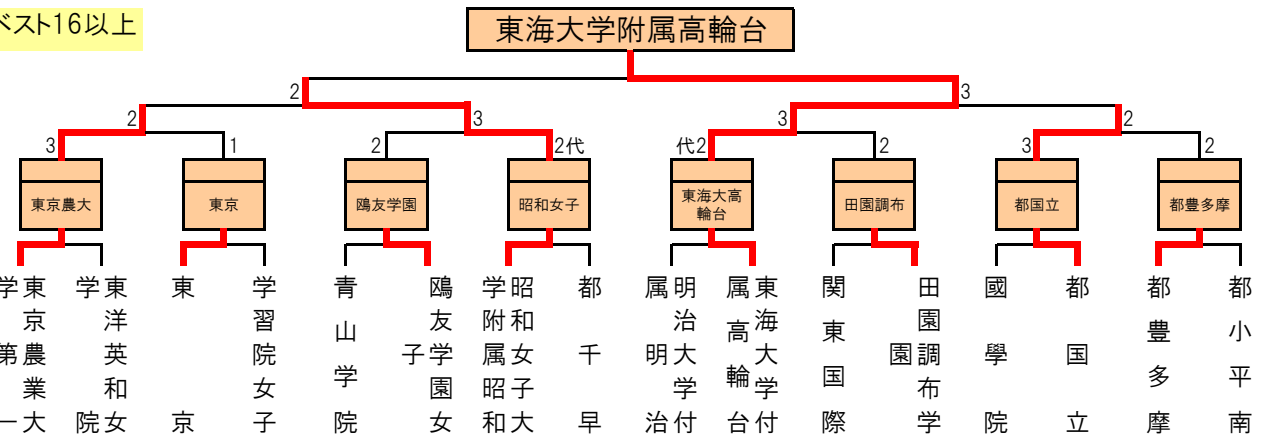 ベスト16以上
東海大学附属高輪台
2
3
2
3
3
2
3
1
2
2代
代2
2
3
2
東京農大
東京
鴎友学園
昭和女子
東海大高
輪台
田園調布
都国立
都豊多摩
東京農業大
学第一
東洋英和女
学院
東京
学習院女子
青山学院
鴎友学園女
子
昭和女子大
学附属昭和
都千早
明治大学付
属明治
東海大学付
属高輪台
関東国際
田園調布学
園
國學院
都国立
都豊多摩
都小平南